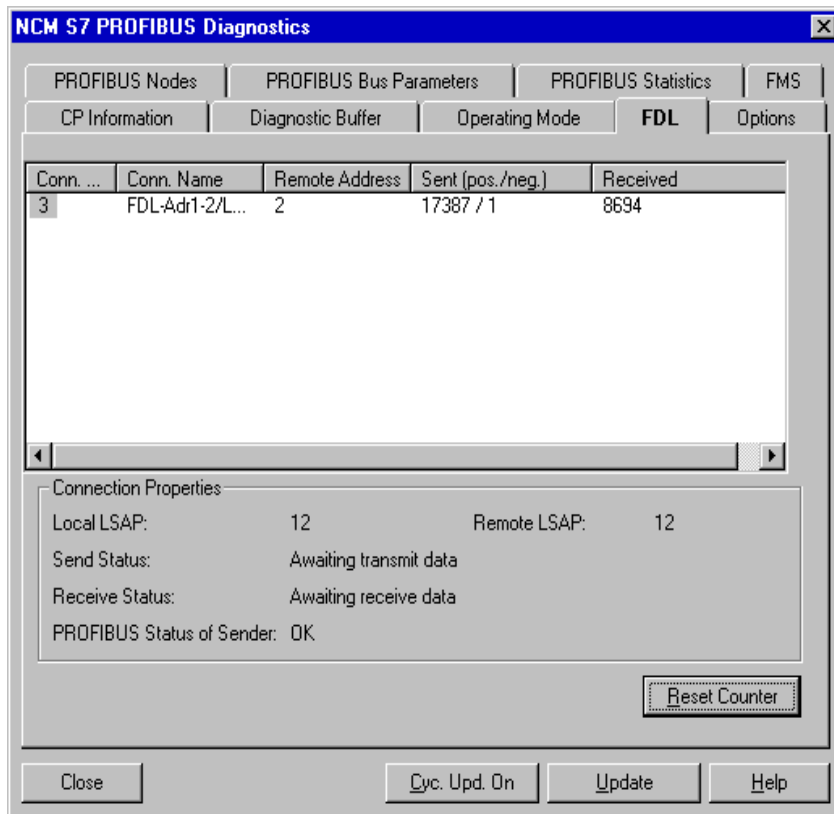 NCM S7 PROFIBUS Diagnostics
PROFIBUS Nodes PROFIBUS Bus Parameters PROFIBUS Statistics FMS
CP Information Diagnostic Buffer Operating Mode FDL Options
Conn. ... Conn. Name Remote Address Sent (pos./neg.) Received
3 FDL-Adr1-2/L... 2 17387 / 1 8694
Connection Properties
Local LSAP: 12 Remote LSAP: 12
Send Status: Awaiting transmit data
Receive Status: Awaiting receive data
PROFIBUS Status of Sender: OK
Reset Counter
Close Cyc. Upd. On Update Help